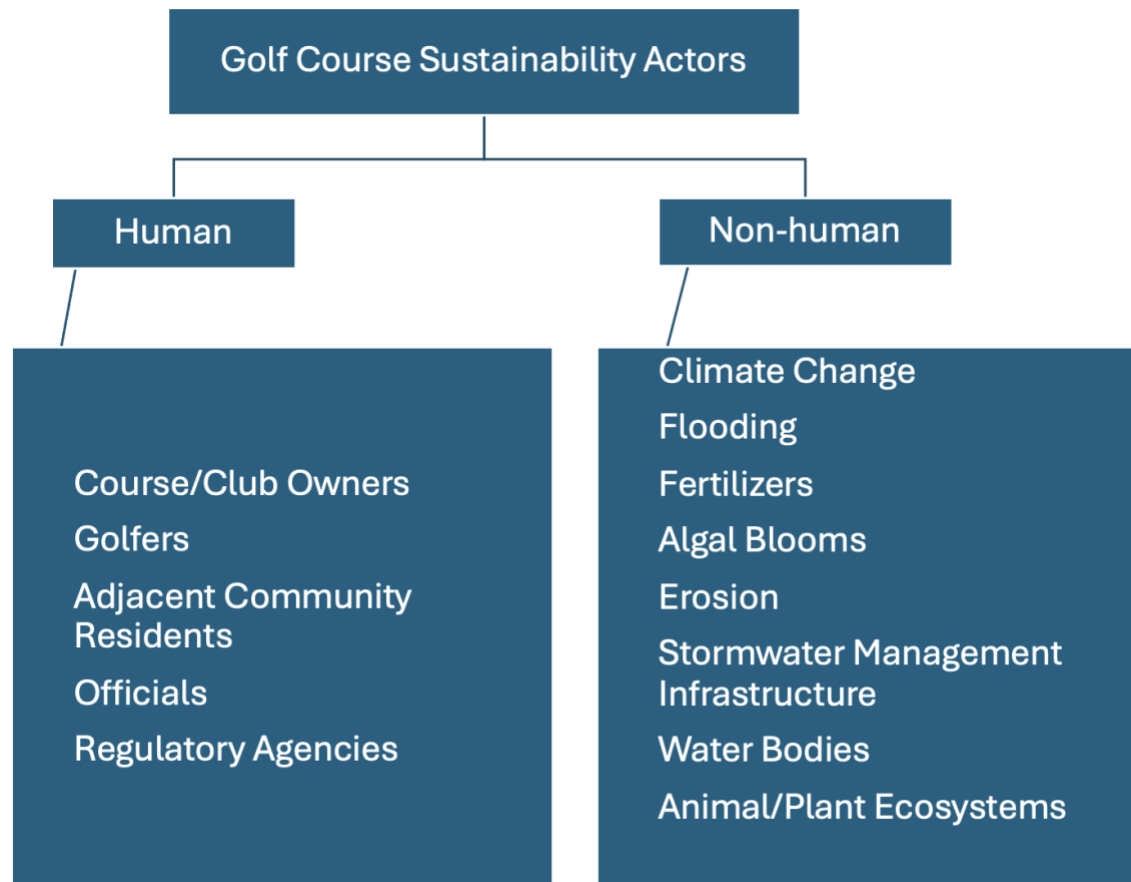 Golf Course Sustainability Actors
Human
Non-human
Course/Club Owners
Golfers
Adjacent Community
Residents
Officials
Regulatory Agencies
Climate Change
Flooding
Fertilizers
Algal Blooms
Erosion
Stormwater Management
Infrastructure
Water Bodies
Animal/Plant Ecosystems